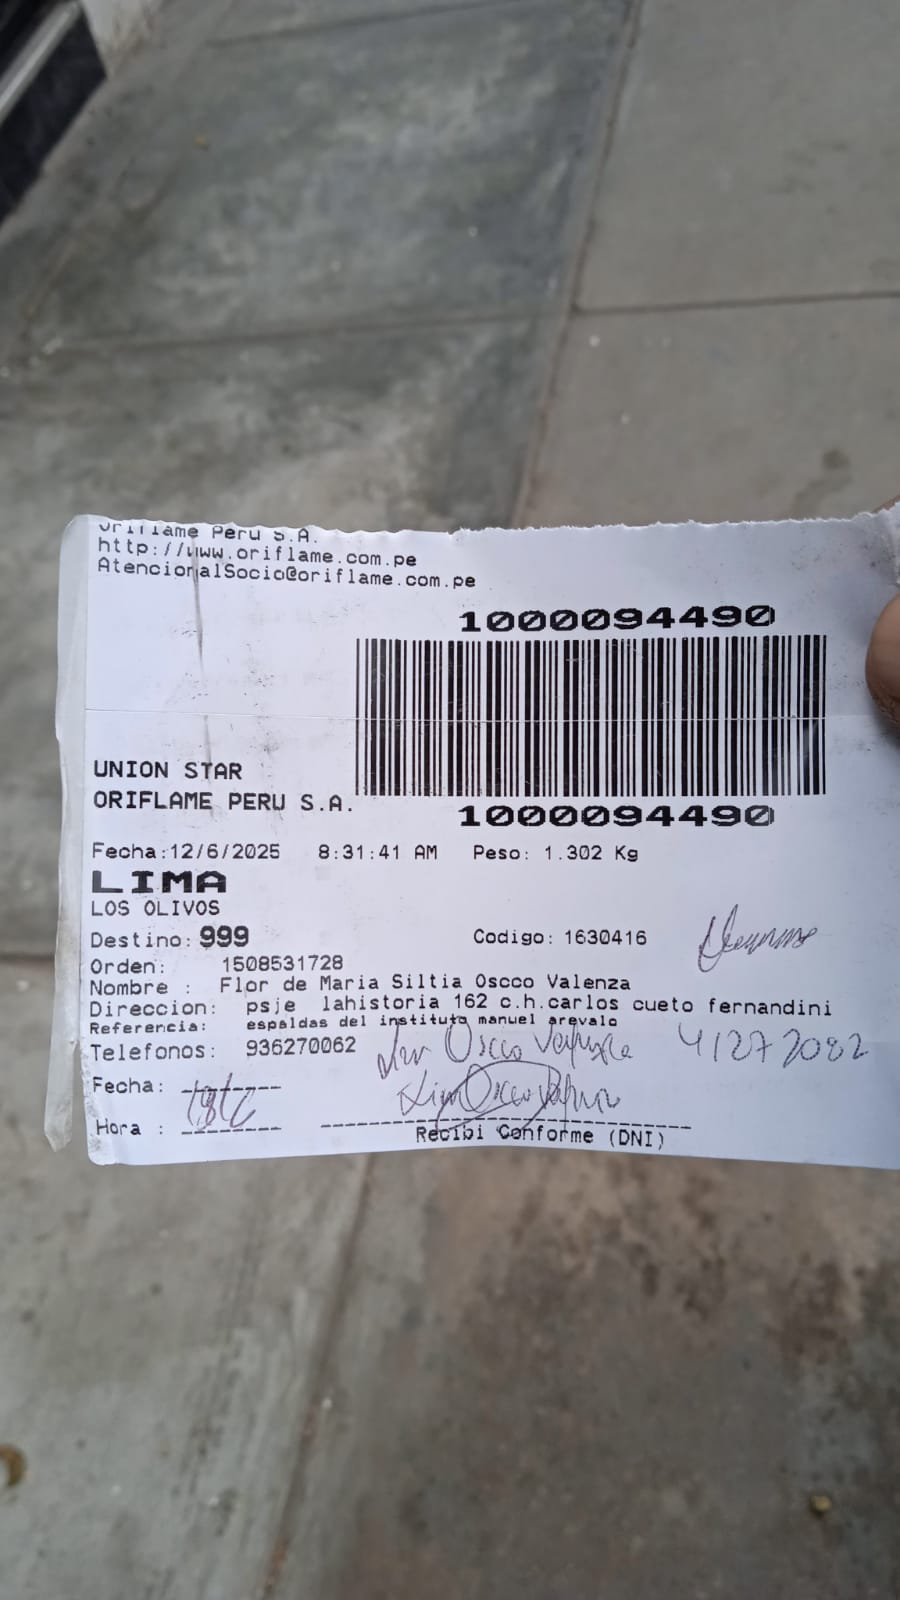 Oriflame Peru S.A.
http://www.oriflame.com.pe
AtencionalSocio@oriflame.com.pe
1000094490
UNION STAR
ORIFLAME PERU S.A.
1000094490
Fecha:12/6/2025 8:31:41 AM Peso: 1.302 Kg
LIMA
LOS OLIVOS
Destino: 999 Codigo: 1630416
Orden: 1508531728
Nombre : Flor de Maria Siltia Oscco Valenza
Direccion: psje lahistoria 162 c.h.carlos cueto fernandini
Referencia: espaldas del instituto manuel arevalo
Telefonos: 936270062
Oscco 41272082
Fecha:
Hora :
Recibi Conforme (DNI)